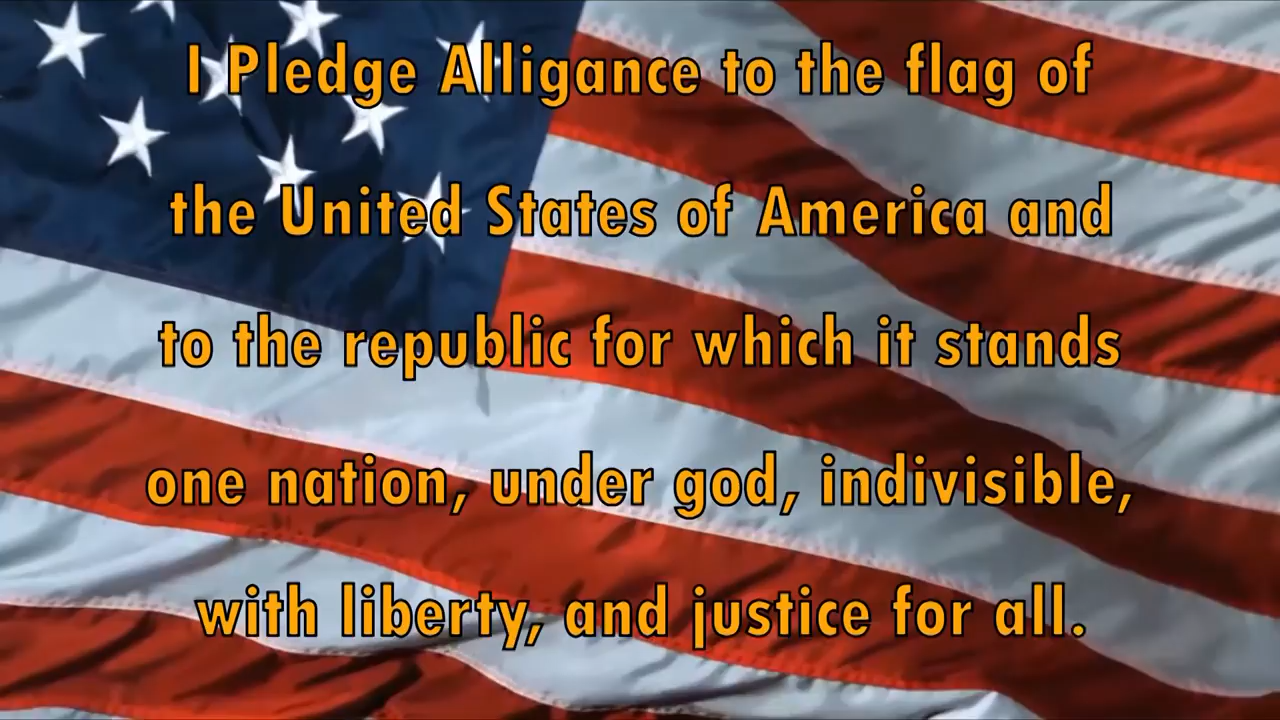 I Pledge Alligance to the flag of
the United States of America and
to the republic for which it stands
one nation, under god, indivisible,
with liberty, and justice for all.